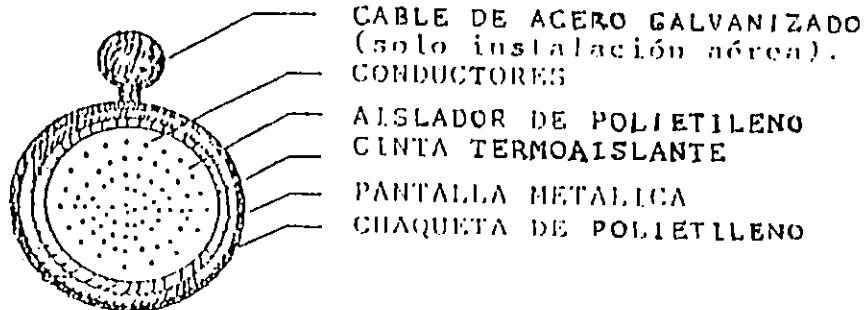 CABLE DE ACERO GALVANIZADO
(solo instalación aérea).
CONDUCTORES
AISLADOR DE POLIETILENO
CINTA TERMOAISLANTE
PANTALLA METALICA
CHAQUETA DE POLIETILENO